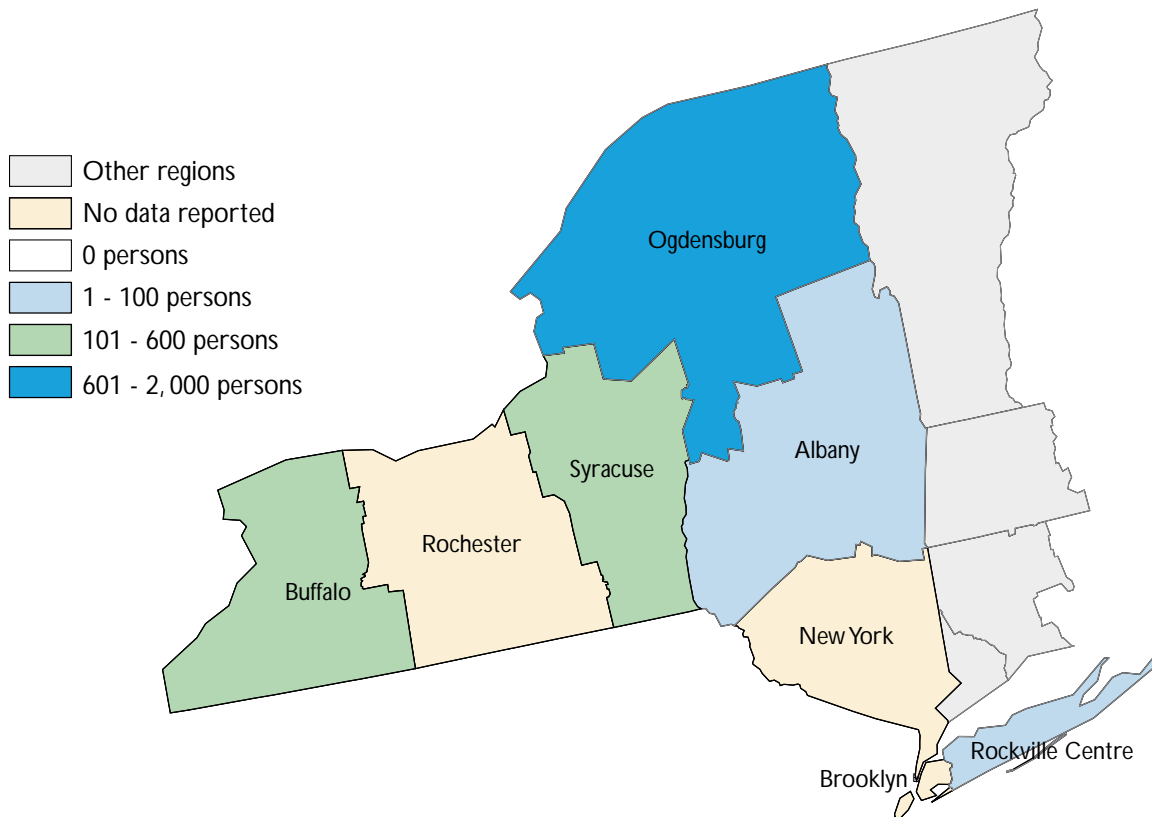 Other regions
No data reported
0 persons
1 - 100 persons
101 - 600 persons
601 - 2,000 persons
Ogdensburg
Albany
Syracuse
Rochester
Buffalo
New York
Rockville Centre
Brooklyn